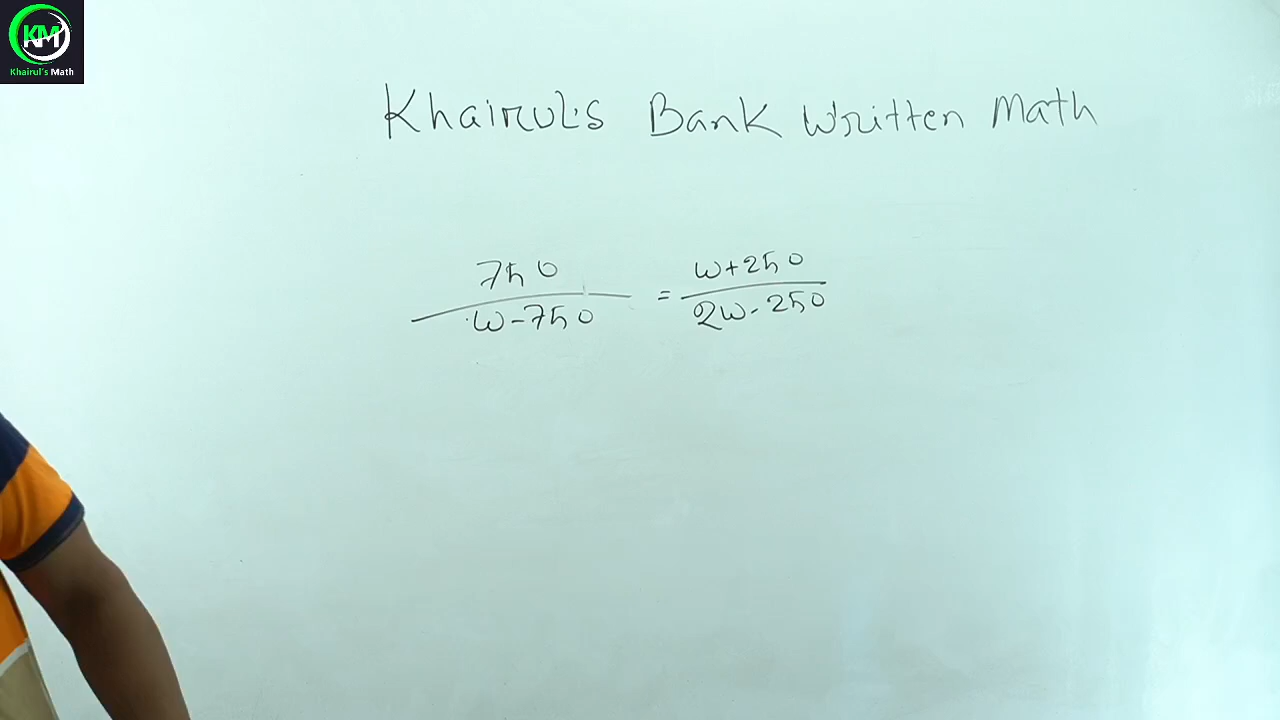 KM
Khairul's Math
Khairul's Bank Written Math
750/w-750 = w+250/2w-250